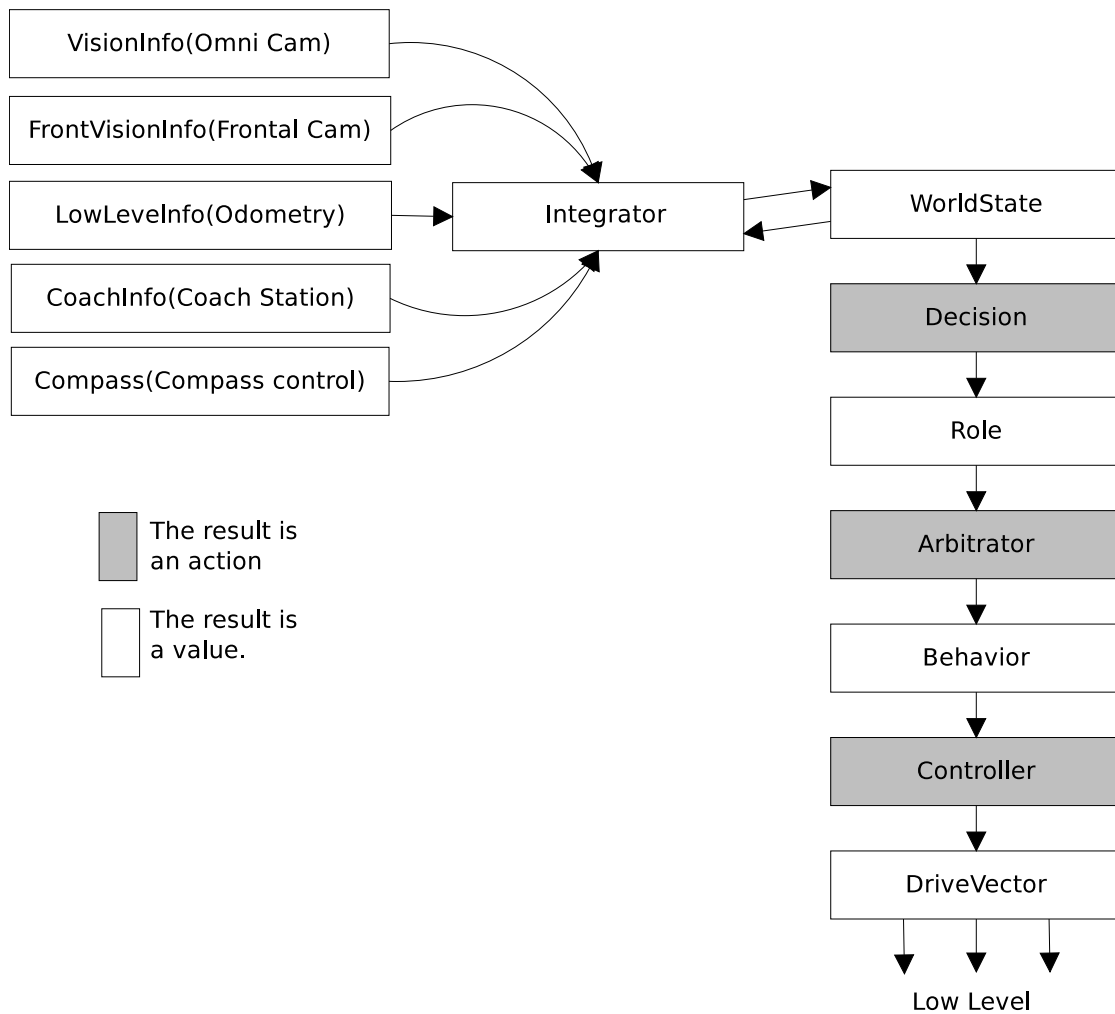 VisionInfo(Omni Cam)
FrontVisionInfo(Frontal Cam)
LowLevelInfo(Odometry)
CoachInfo(Coach Station)
Compass(Compass control)
Integrator
WorldState
Decision
Role
Arbitrator
Behavior
Controller
DriveVector
Low Level
The result is
an action
The result is
a value.